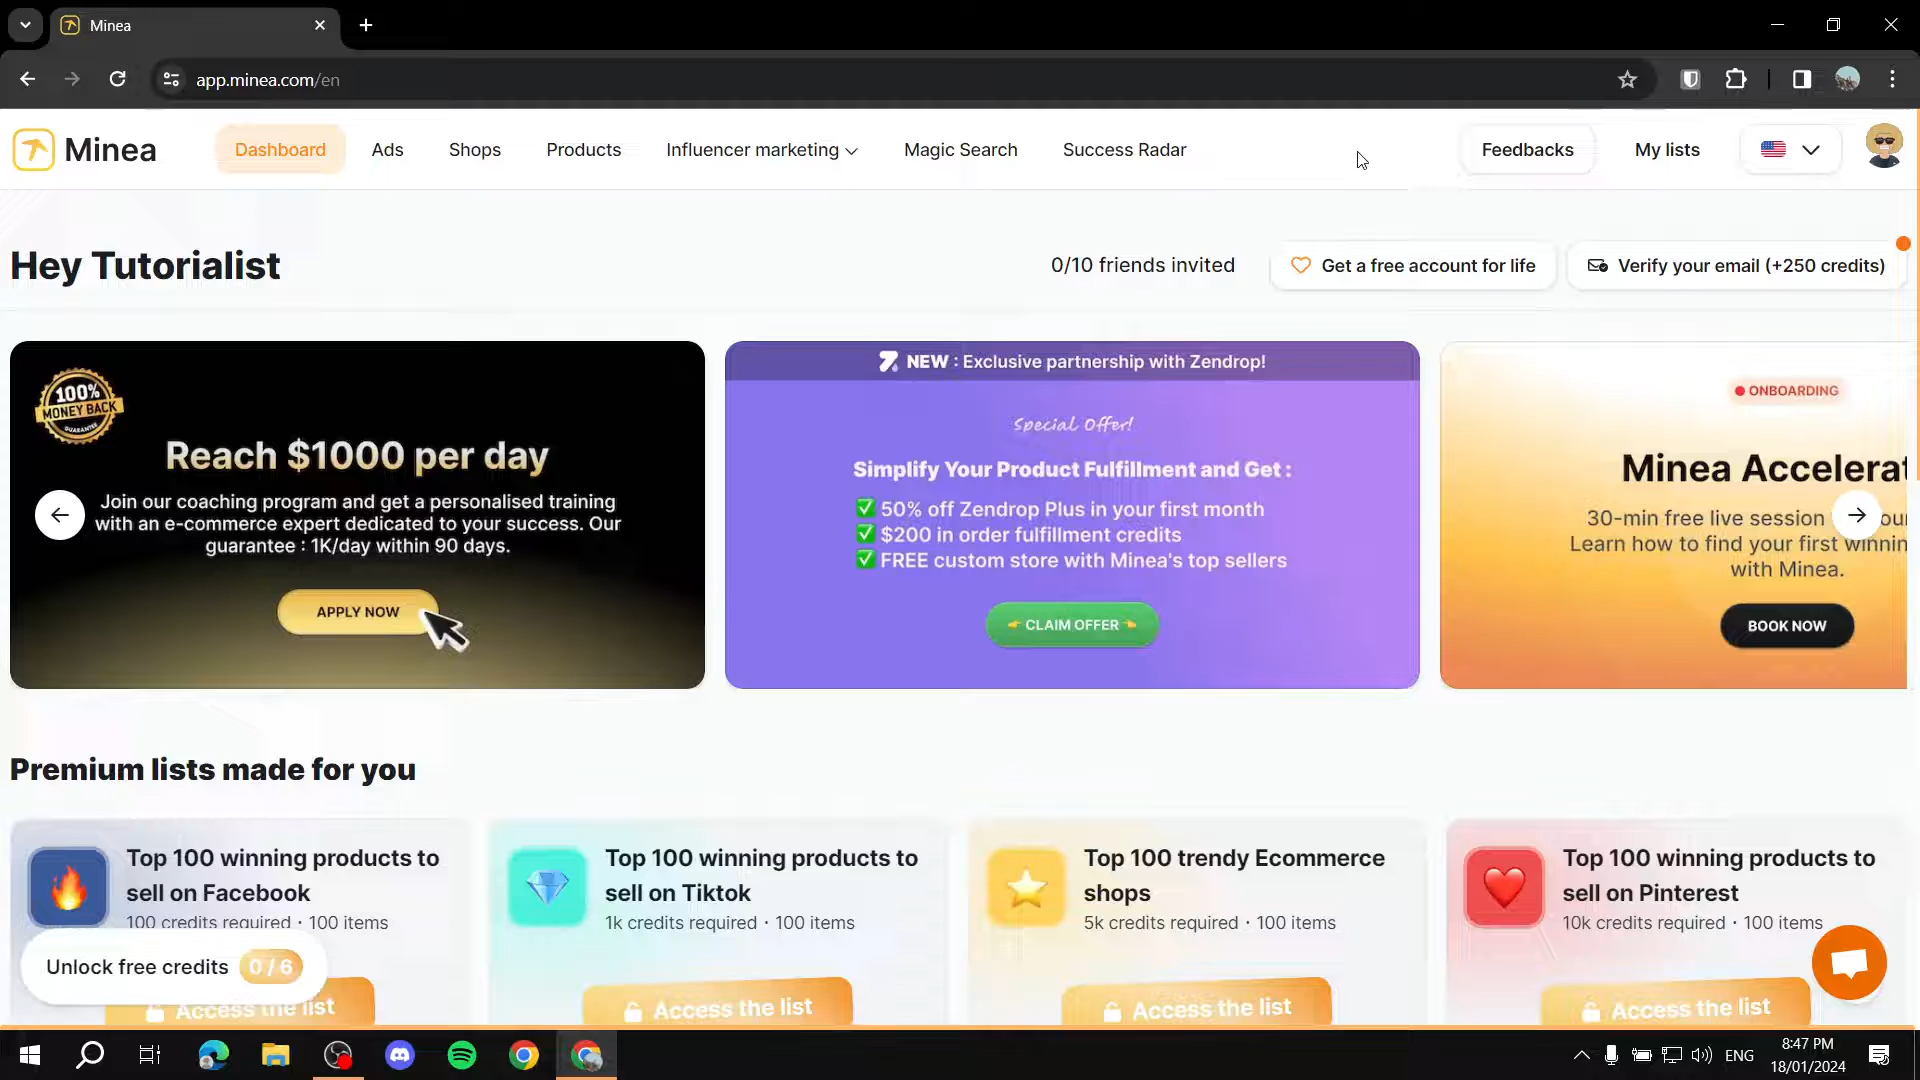 Minea
app.minea.com/en
Minea
Dashboard
Ads
Shops
Products
Influencer marketing
Magic Search
Success Radar
Feedbacks
My lists
Hey Tutorialist
0/10 friends invited
Get a free account for life
Verify your email (+250 credits)
100%
MONEY BACK
GUARANTEE
Reach $1000 per day
Join our coaching program and get a personalised training
with an e-commerce expert dedicated to your success. Our
guarantee : 1K/day within 90 days.
APPLY NOW
NEW : Exclusive partnership with Zendrop!
Special Offer!
Simplify Your Product Fulfillment and Get :
✅ 50% off Zendrop Plus in your first month
✅ $200 in order fulfillment credits
✅ FREE custom store with Minea's top sellers
👉 CLAIM OFFER 👈
ONBOARDING
Minea Accelerat
30-min free live session
Learn how to find your first winnin
with Minea.
BOOK NOW
Premium lists made for you
Top 100 winning products to
sell on Facebook
100 credits required · 100 items
Access the list
Top 100 winning products to
sell on Tiktok
1k credits required · 100 items
Access the list
Top 100 trendy Ecommerce
shops
5k credits required · 100 items
Access the list
Top 100 winning products to
sell on Pinterest
10k credits required · 100 items
Access the list
Unlock free credits 0 / 6
ENG
8:47 PM
18/01/2024